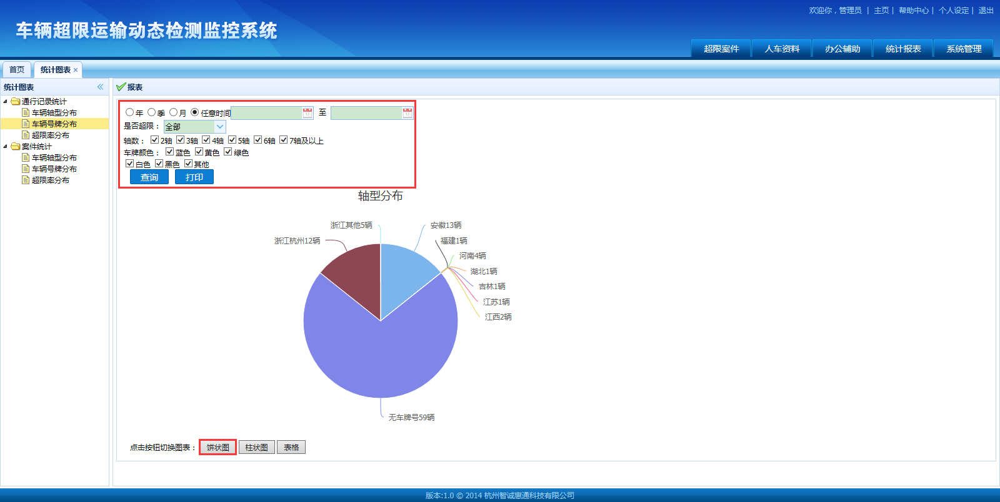 欢迎你，管理员 | 主页 | 帮助中心 | 个人设定 | 退出
车辆超限运输动态检测监控系统
超限案件 人车资料 办公辅助 统计报表 系统管理
首页 统计图表 ×
统计图表 «
通行记录统计
车辆轴型分布
车辆号牌分布
超限率分布
案件统计
车辆轴型分布
车辆号牌分布
超限率分布
报表
年 季 月 任意时间 至
是否超限： 全部
轴数： 2轴 3轴 4轴 5轴 6轴 7轴及以上
车牌颜色： 蓝色 黄色 绿色
白色 黑色 其他
查询 打印
轴型分布
浙江其他5辆
安徽13辆
浙江杭州12辆
福建1辆
河南4辆
湖北1辆
吉林1辆
江苏1辆
江西2辆
无车牌号59辆
点击按钮切换图表： 饼状图 柱状图 表格
版本:1.0 © 2014 杭州智诚惠通科技有限公司